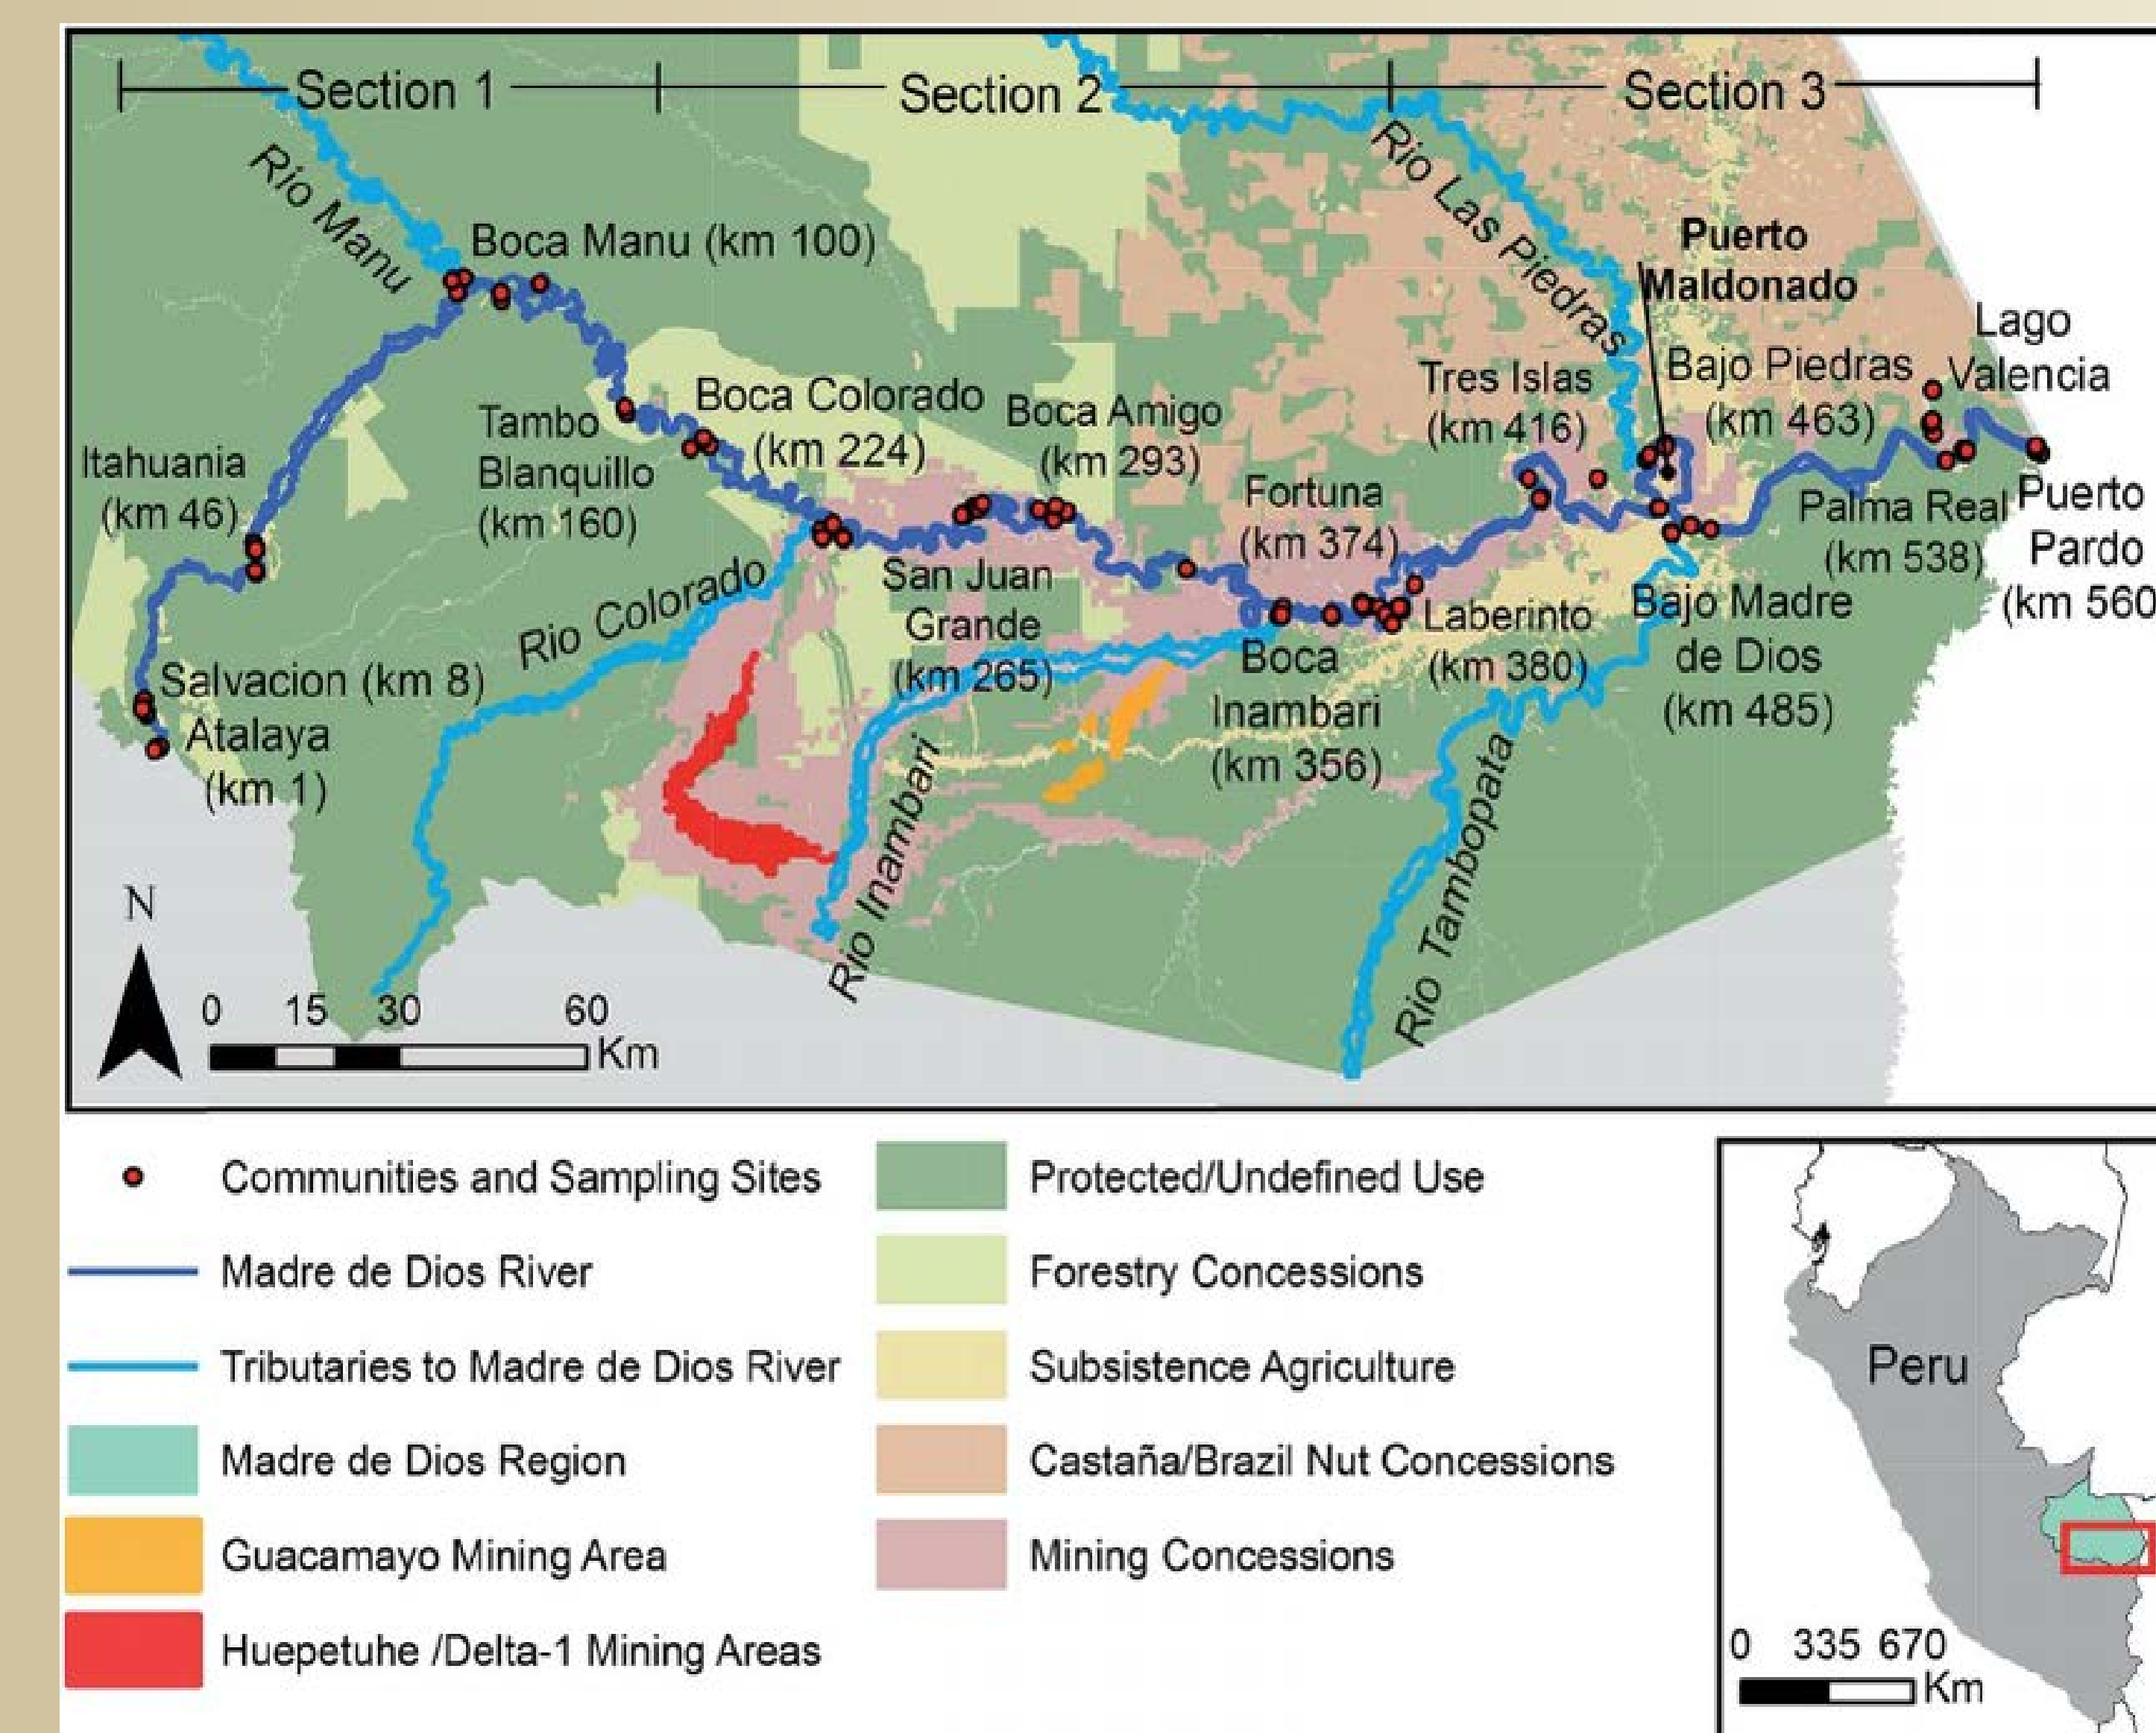 Section 1
Section 2
Section 3
Rio Manu
Rio Las Piedras
Boca Manu (km 100)
Puerto
Maldonado
Lago
Valencia
Tres Islas
(km 416)
Bajo Piedras
(km 463)
Boca Colorado
(km 224)
Boca Amigo
(km 293)
Tambo
Blanquillo
(km 160)
Itahuania
(km 46)
Fortuna
(km 374)
Palma Real
(km 538)
Puerto
Pardo
(km 560
Rio Colorado
San Juan
Grande
(km 265)
Laberinto
(km 380)
Bajo Madre
de Dios
(km 485)
Boca
Inambari
(km 356)
Salvacion (km 8)
Atalaya
(km 1)
Rio Inambari
Rio Tambopata
N
0 15 30 60
Km
Communities and Sampling Sites
Madre de Dios River
Tributaries to Madre de Dios River
Madre de Dios Region
Guacamayo Mining Area
Huepetuhe /Delta-1 Mining Areas
Protected/Undefined Use
Forestry Concessions
Subsistence Agriculture
Castaña/Brazil Nut Concessions
Mining Concessions
Peru
0 335 670
Km